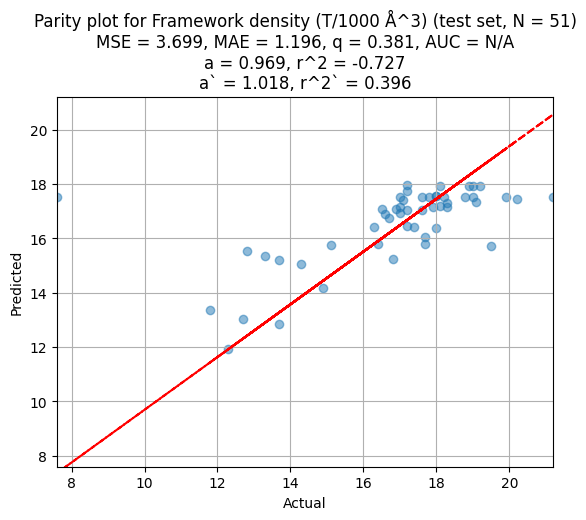 Parity plot for Framework density (T/1000 Å^3) (test set, N = 51)
MSE = 3.699, MAE = 1.196, q = 0.381, AUC = N/A
a = 0.969, r^2 = -0.727
a` = 1.018, r^2` = 0.396
20
18
16
14
12
10
8
Predicted
8 10 12 14 16 18 20
Actual